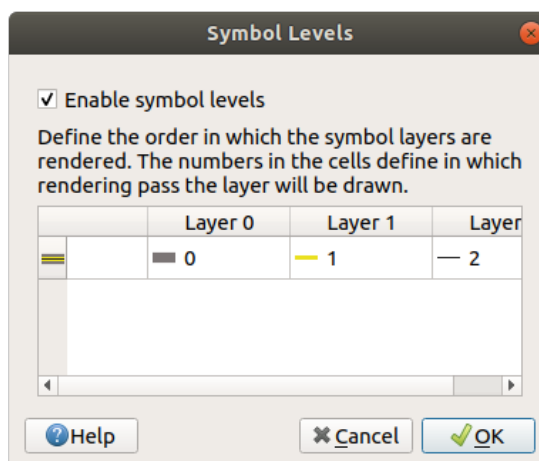 Symbol Levels
Enable symbol levels
Define the order in which the symbol layers are
rendered. The numbers in the cells define in which
rendering pass the layer will be drawn.
Layer 0 Layer 1 Layer
0 1 2
Help Cancel OK